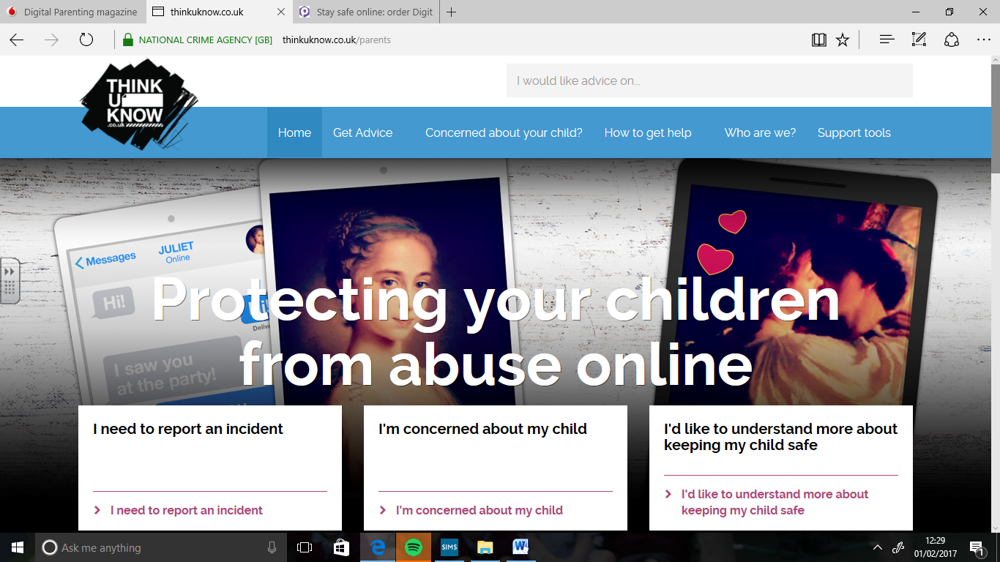 Digital Parenting magazine
thinkuknow.co.uk
Stay safe online: order Digit
NATIONAL CRIME AGENCY [GB] thinkuknow.co.uk/parents
THINK
U
KNOW
.co.uk
I would like advice on...
Home Get Advice Concerned about your child? How to get help Who are we? Support tools
Messages
JULIET
Online
Hi!
I saw you
at the party!
Protecting your children
from abuse online
I need to report an incident
I need to report an incident
I'm concerned about my child
I'm concerned about my child
I'd like to understand more about
keeping my child safe
I'd like to understand more about
keeping my child safe
Ask me anything
SIMS
12:29
01/02/2017
1